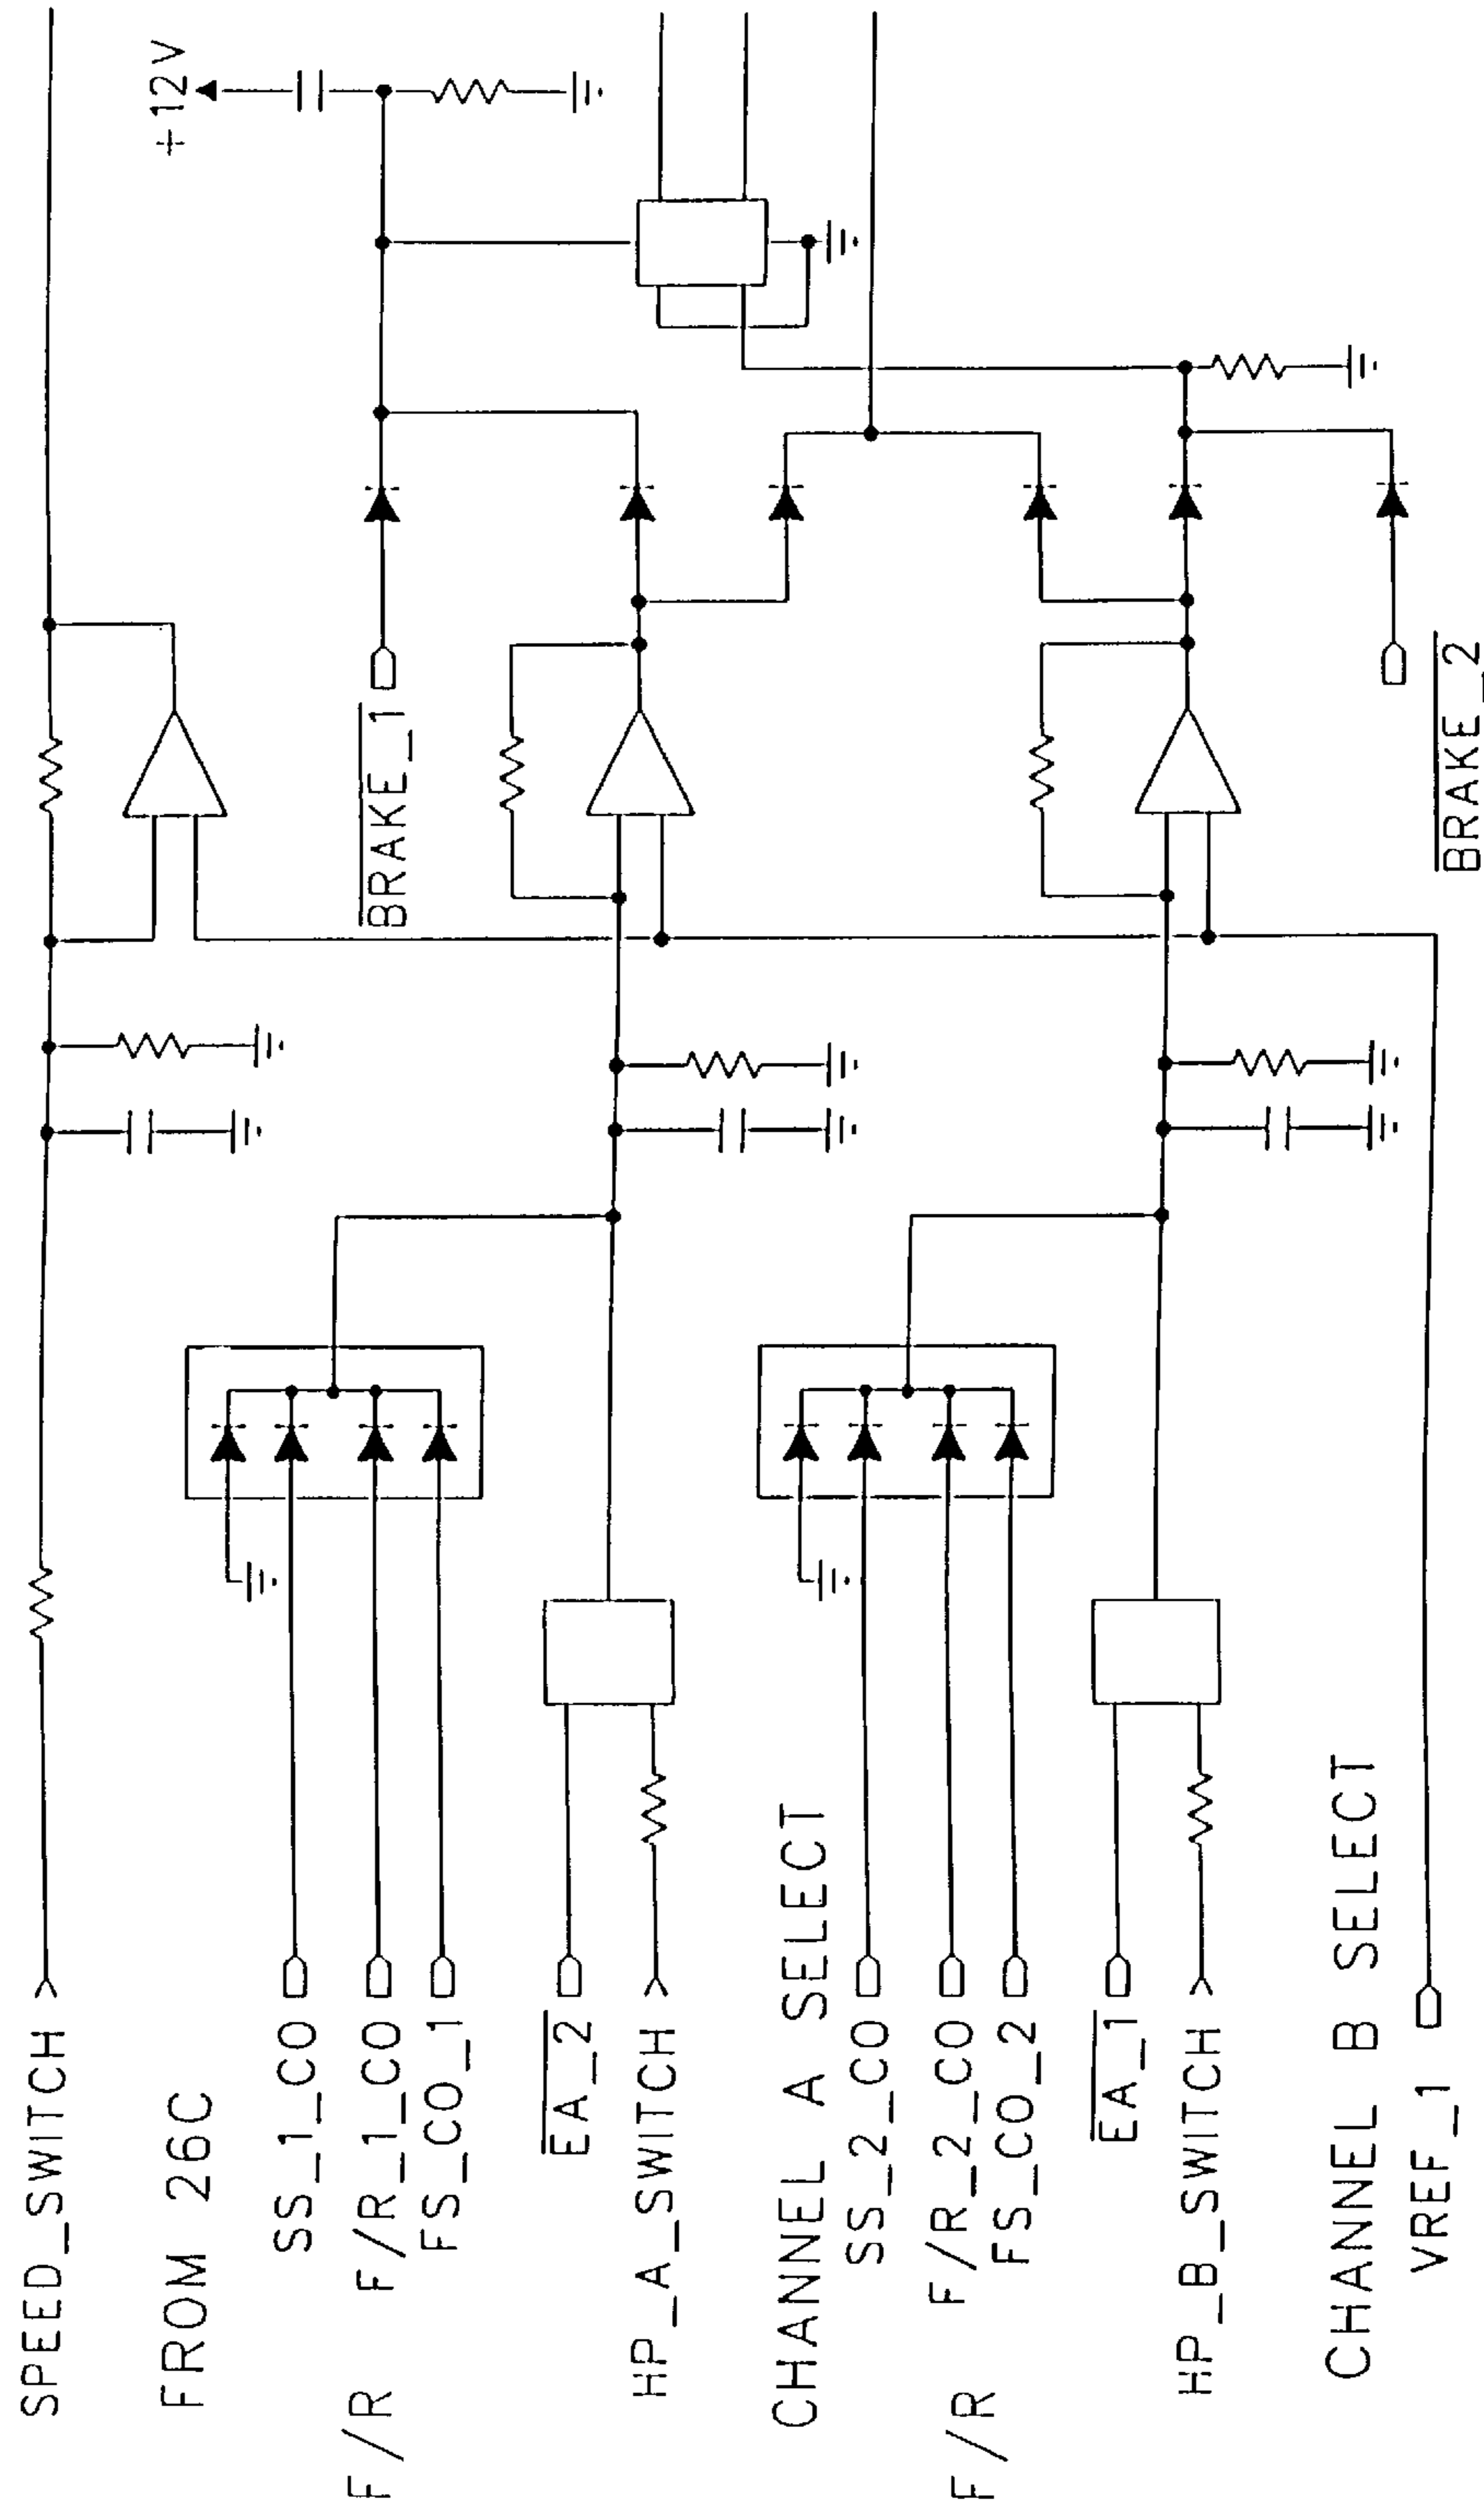 SPEED_SWITCH
FROM 26C
+12V
SS_1_CO
F/R F/R_1_CO
FS_CO_1
BRAKE_1
EA_2
HP_A_SWITCH
CHANNEL A SELECT
SS_2_CO
F/R F/R_2_CO
FS_CO_2
EA_1
HP_B_SWITCH
CHANNEL B SELECT
VREF_1
BRAKE_2